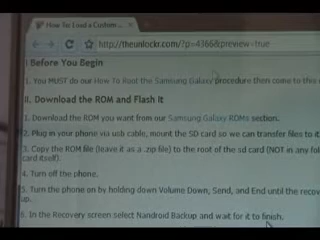 How To: Load a Custom
http://theunlockr.com/?p=4366&preview=true
I Before You Begin
1. You MUST do our How To Root the Samsung Galaxy procedure then come to this
II. Download the ROM and Flash It
1. Download the ROM you want from our Samsung Galaxy ROMs section.
2. Plug in your phone via usb cable, mount the SD card so we can transfer files to it
3. Copy the ROM file (leave it as a .zip file) to the root of the sd card (NOT in any fol
card itself).
4. Turn off the phone.
5. Turn the phone on by holding down Volume Down, Send, and End until the recov
up.
6. In the Recovery screen select Nandroid Backup and wait for it to finish.